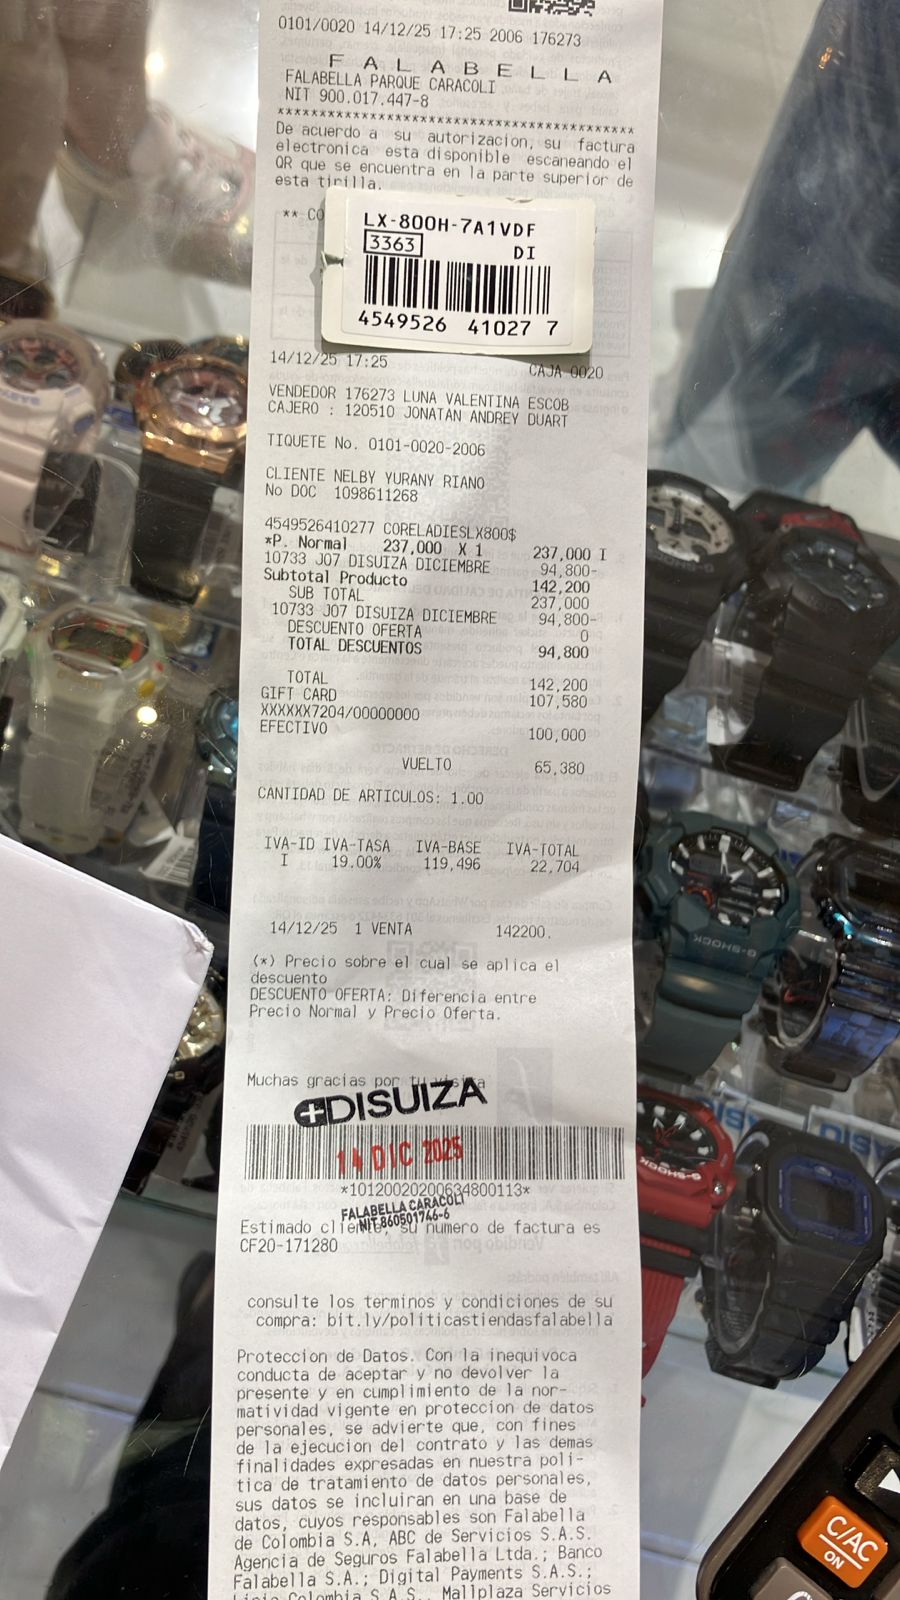 0101/0020 14/12/25 17:25 2006 176273
F A L A B E L L A
FALABELLA PARQUE CARACOLI
NIT 900.017.447-8
******************************************
De acuerdo a su autorizacion, su factura
electronica esta disponible escaneando el
QR que se encuentra en la parte superior de
esta tirilla.
** CO
LX-800H-7A1VDF
3363 DI
4549526 41027 7
14/12/25 17:25 CAJA 0020
VENDEDOR 176273 LUNA VALENTINA ESCOB
CAJERO : 120510 JONATAN ANDREY DUART
TIQUETE No. 0101-0020-2006
CLIENTE NELBY YURANY RIANO
No DOC 1098611268
4549526410277 CORELADIESLX800$
*P. Normal 237,000 X 1 237,000 I
10733 J07 DISUIZA DICIEMBRE 94,800-
Subtotal Producto 142,200
SUB TOTAL 237,000
10733 J07 DISUIZA DICIEMBRE 94,800-
DESCUENTO OFERTA 0
TOTAL DESCUENTOS 94,800
TOTAL 142,200
GIFT CARD 107,580
XXXXXX7204/00000000
EFECTIVO 100,000
VUELTO 65,380
CANTIDAD DE ARTICULOS: 1.00
IVA-ID IVA-TASA IVA-BASE IVA-TOTAL
I 19.00% 119,496 22,704
14/12/25 1 VENTA 142200.
(*) Precio sobre el cual se aplica el
descuento
DESCUENTO OFERTA: Diferencia entre
Precio Normal y Precio Oferta.
Muchas gracias por tu visita
DISUIZA
14 DIC 2025
*10120020200634800113*
FALABELLA CARACOLI
NIT.860501746-6
Estimado cliente, su numero de factura es
CF20-171280
consulte los terminos y condiciones de su
compra: bit.ly/politicastiendasfalabella
Proteccion de Datos. Con la inequivoca
conducta de aceptar y no devolver la
presente y en cumplimiento de la nor-
matividad vigente en proteccion de datos
personales, se advierte que, con fines
de la ejecucion del contrato y las demas
finalidades expresadas en nuestra poli-
tica de tratamiento de datos personales,
sus datos se incluiran en una base de
datos, cuyos responsables son Falabella
de Colombia S.A, ABC de Servicios S.A.S.
Agencia de Seguros Falabella Ltda.; Banco
Falabella S.A.; Digital Payments S.A.S.;
Colombia S.A.S., Mallplaza Servicios
G-SHOCK
G-SHOCK
C/AC
ON